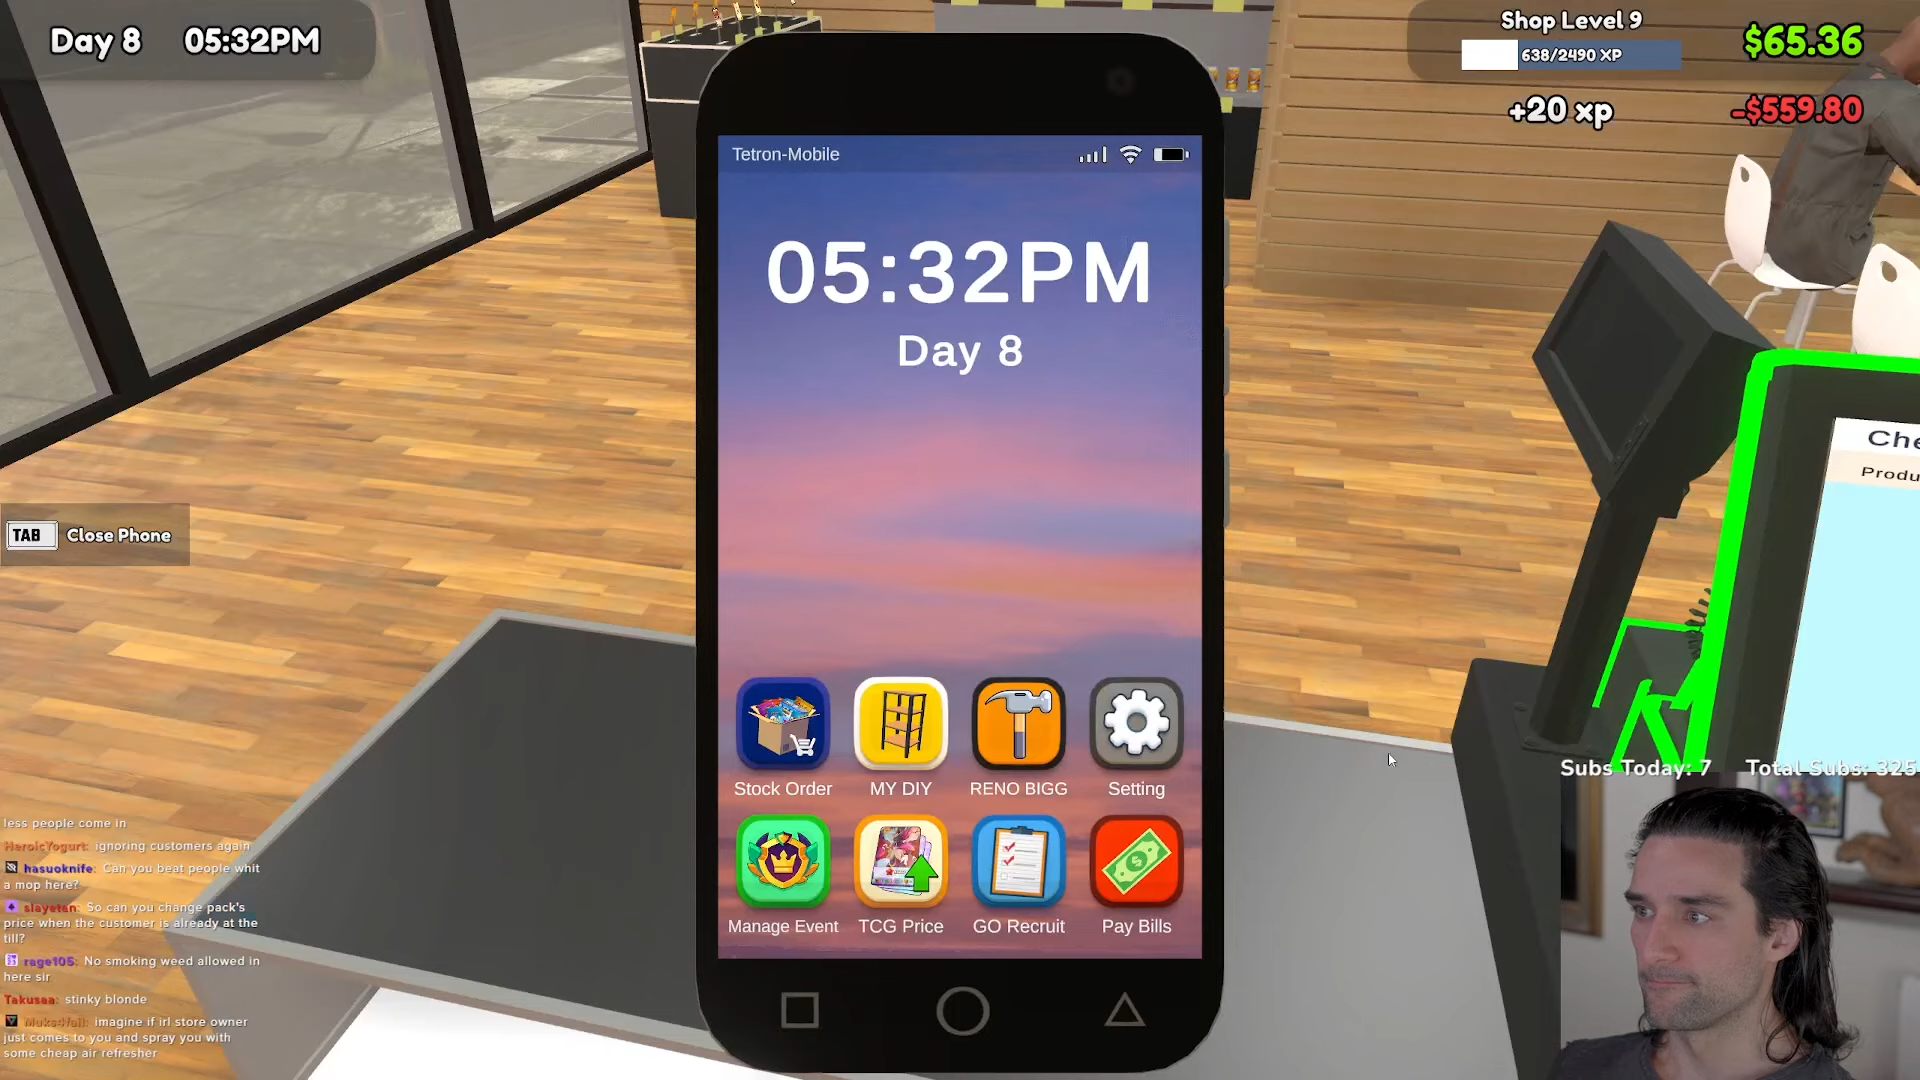 Day 8 05:32PM
Shop Level 9
638/2490 XP
$65.36
+20 xp
-$559.80
Tetron-Mobile
05:32PM
Day 8
TAB Close Phone
Stock Order
MY DIY
RENO BIGG
Setting
Manage Event
TCG Price
GO Recruit
Pay Bills
Produ
Subs Today: 7 Total Subs: 325
less people come in
HeroicYogurt: ignoring customers again
hasuoknife: Can you beat people whit
a mop here?
slayetan: So can you change pack's
price when the customer is already at the
till?
rage105: No smoking weed allowed in
here sir
Takusaa: stinky blonde
Muks4fail: imagine if irl store owner
just comes to you and spray you with
some cheap air refresher